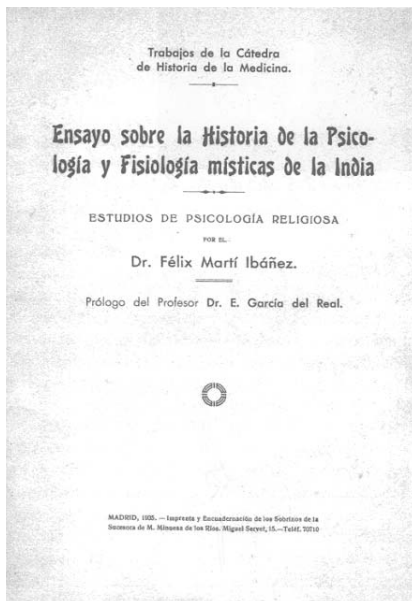 Trabajos de la Cátedra
de Historia de la Medicina.
Ensayo sobre la Historia de la Psico-
logía y Fisiología místicas de la India
ESTUDIOS DE PSICOLOGÍA RELIGIOSA
POR EL
Dr. Félix Martí Ibáñez.
Prólogo del Profesor Dr. E. García del Real.
MADRID, 1935. — Imprenta y Encuadernación de los Sobrinos de la
Sucesora de M. Minuesa de los Ríos. Miguel Servet, 15.—Teléf. 70710